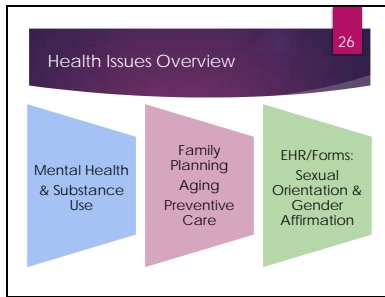 26
Health Issues Overview
Mental Health
& Substance
Use
Family
Planning
Aging
Preventive
Care
EHR/Forms:
Sexual
Orientation &
Gender
Affirmation